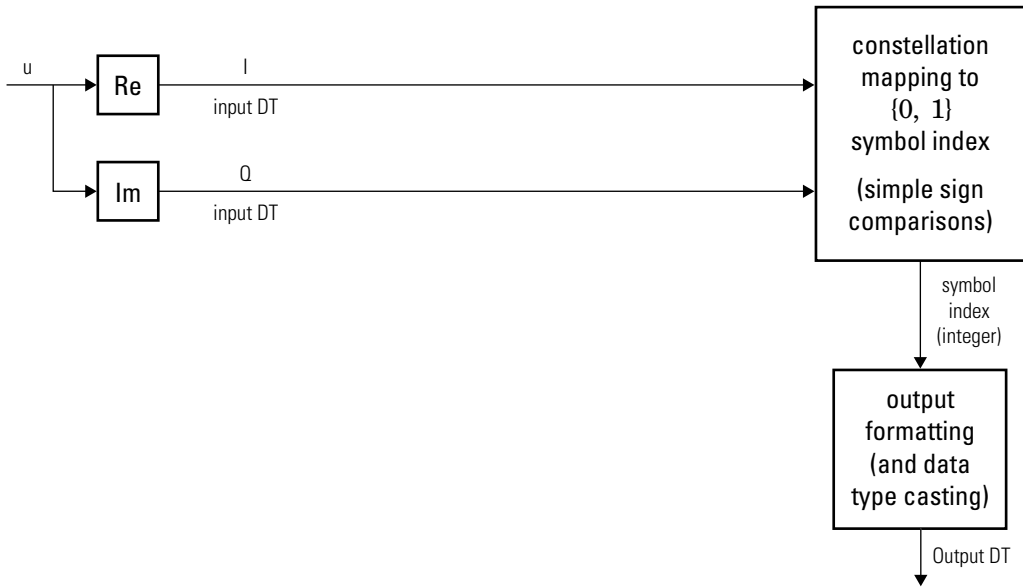 u
Re
I
input DT
Im
Q
input DT
constellation
mapping to
{0, 1}
symbol index
(simple sign
comparisons)
symbol
index
(integer)
output
formatting
(and data
type casting)
Output DT